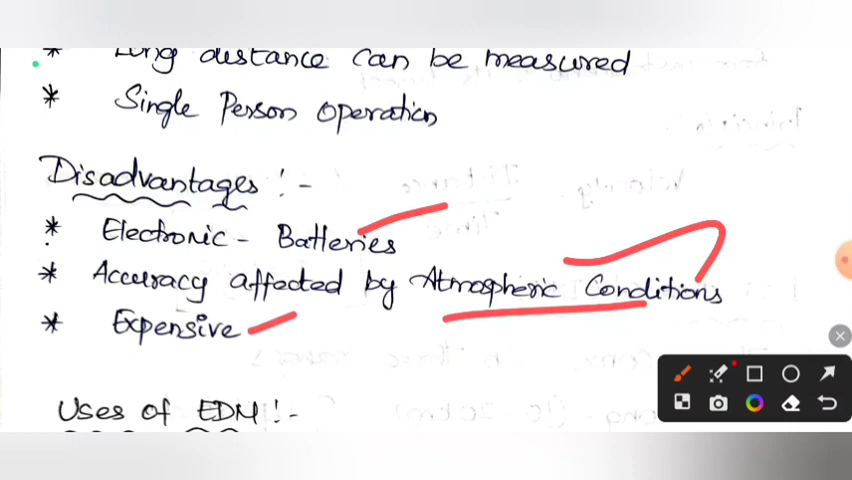 * Long distance can be measured
* Single Person Operation
Disadvantages :-
* Electronic - Batteries
* Accuracy affected by Atmospheric Conditions
* Expensive
Uses of EDM :-